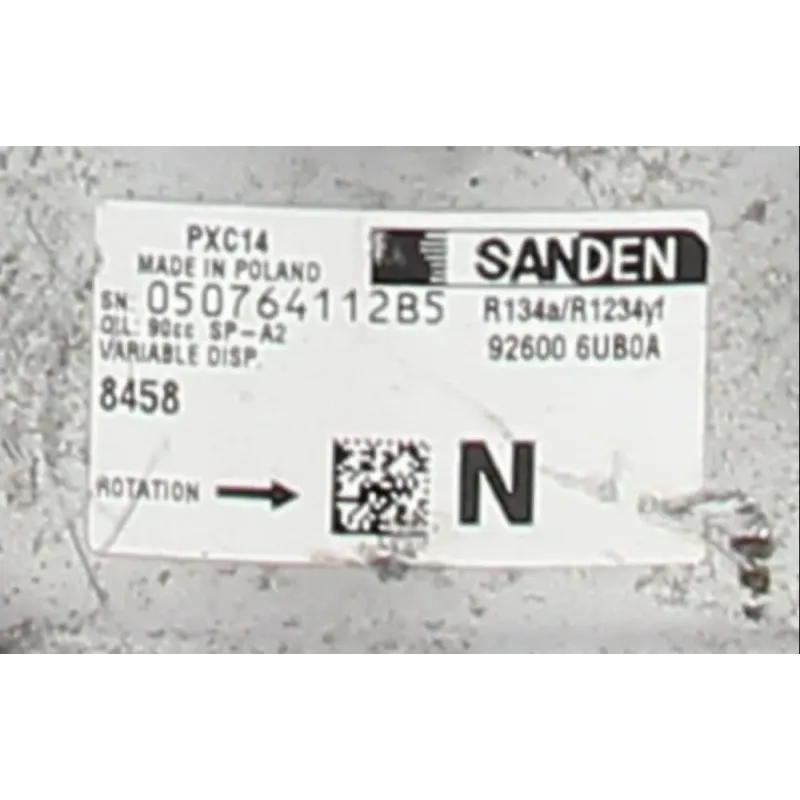 PXC14
SANDEN
MADE IN POLAND
SN: 050764112B5
R134a/R1234yf
OIL: 90cc SP-A2
92600 6UB0A
VARIABLE DISP.
8458
ROTATION
N